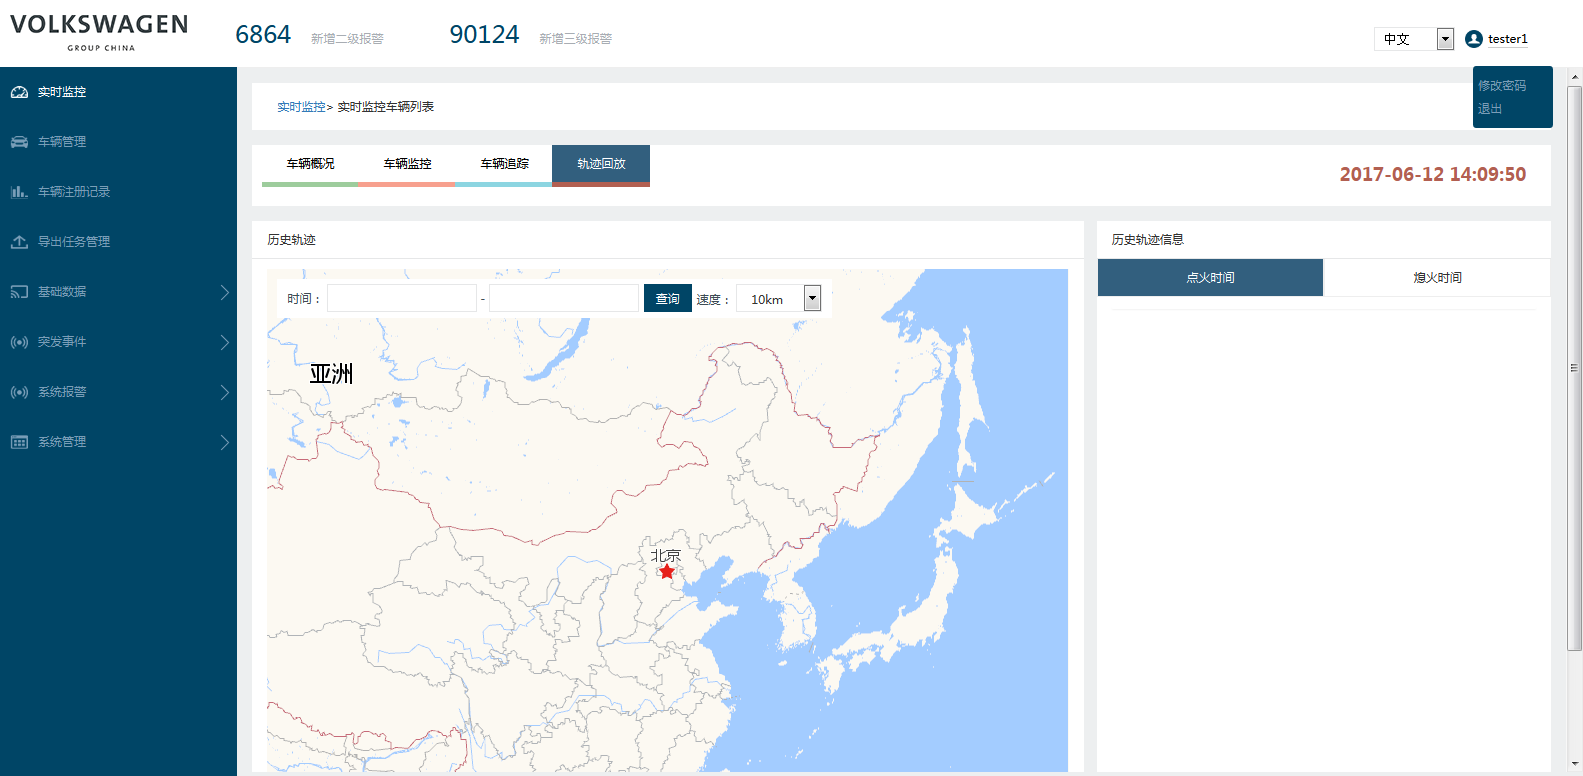 VOLKSWAGEN
GROUP CHINA
6864 新增二级报警
90124 新增三级报警
中文
tester1
修改密码
退出
实时监控
车辆管理
车辆注册记录
导出任务管理
基础数据
突发事件
系统报警
系统管理
实时监控> 实时监控车辆列表
车辆概况 车辆监控 车辆追踪 轨迹回放
2017-06-12 14:09:50
历史轨迹
时间： - 查询 速度： 10km
亚洲
北京
历史轨迹信息
点火时间 熄火时间